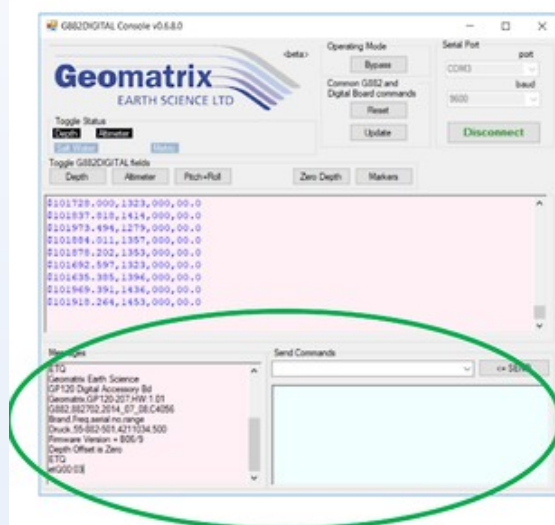 G882DIGITAL Console v0.6.8.0
<beta>
Geomatrix
EARTH SCIENCE LTD
Operating Mode
Bypass
Common G882 and
Digital Board commands
Reset
Update
Serial Port
port
COM3
baud
9600
Disconnect
Toggle Status
Depth Altimeter
Salt Water Metric
Toggle G882DIGITAL fields
Depth Altimeter Pitch+Roll Zero Depth Markers
$101728.000,1323,000,00.0
$101837.818,1414,000,00.0
$101973.494,1279,000,00.0
$101884.011,1357,000,00.0
$101878.202,1353,000,00.0
$101692.597,1323,000,00.0
$101635.385,1396,000,00.0
$101969.391,1436,000,00.0
$101918.264,1453,000,00.0
Messages
ETQ
Geomatrix Earth Science
GP120 Digital Accessory Bd
Geomatrix,GP120-207,HW:1.01
G882,882702,2014_07_08,C4056
Brand,Freq,serial no,range
Druck,55-882-501,4211034,500
Firmware Version = B06/9
Depth Offset is Zero
ETQ
etQ00:03
Send Commands
<= SEND